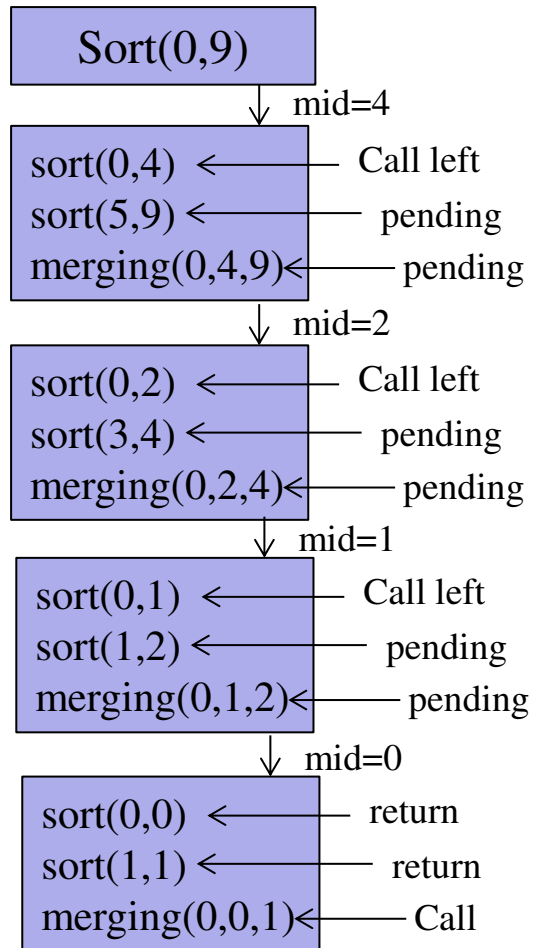 Sort(0,9)
mid=4
sort(0,4) Call left
sort(5,9) pending
merging(0,4,9) pending
mid=2
sort(0,2) Call left
sort(3,4) pending
merging(0,2,4) pending
mid=1
sort(0,1) Call left
sort(1,2) pending
merging(0,1,2) pending
mid=0
sort(0,0) return
sort(1,1) return
merging(0,0,1) Call